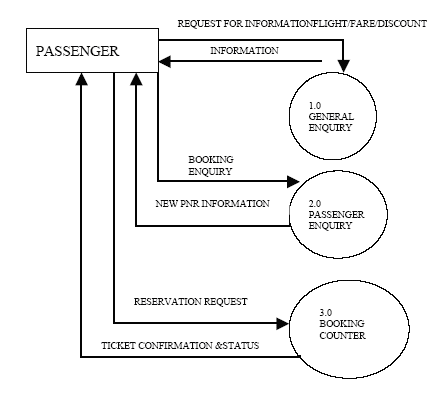 REQUEST FOR INFORMATIONFLIGHT/FARE/DISCOUNT
PASSENGER
INFORMATION
1.0
GENERAL
ENQUIRY
BOOKING
ENQUIRY
2.0
PASSENGER
ENQUIRY
NEW PNR INFORMATION
RESERVATION REQUEST
3.0
BOOKING
COUNTER
TICKET CONFIRMATION &STATUS